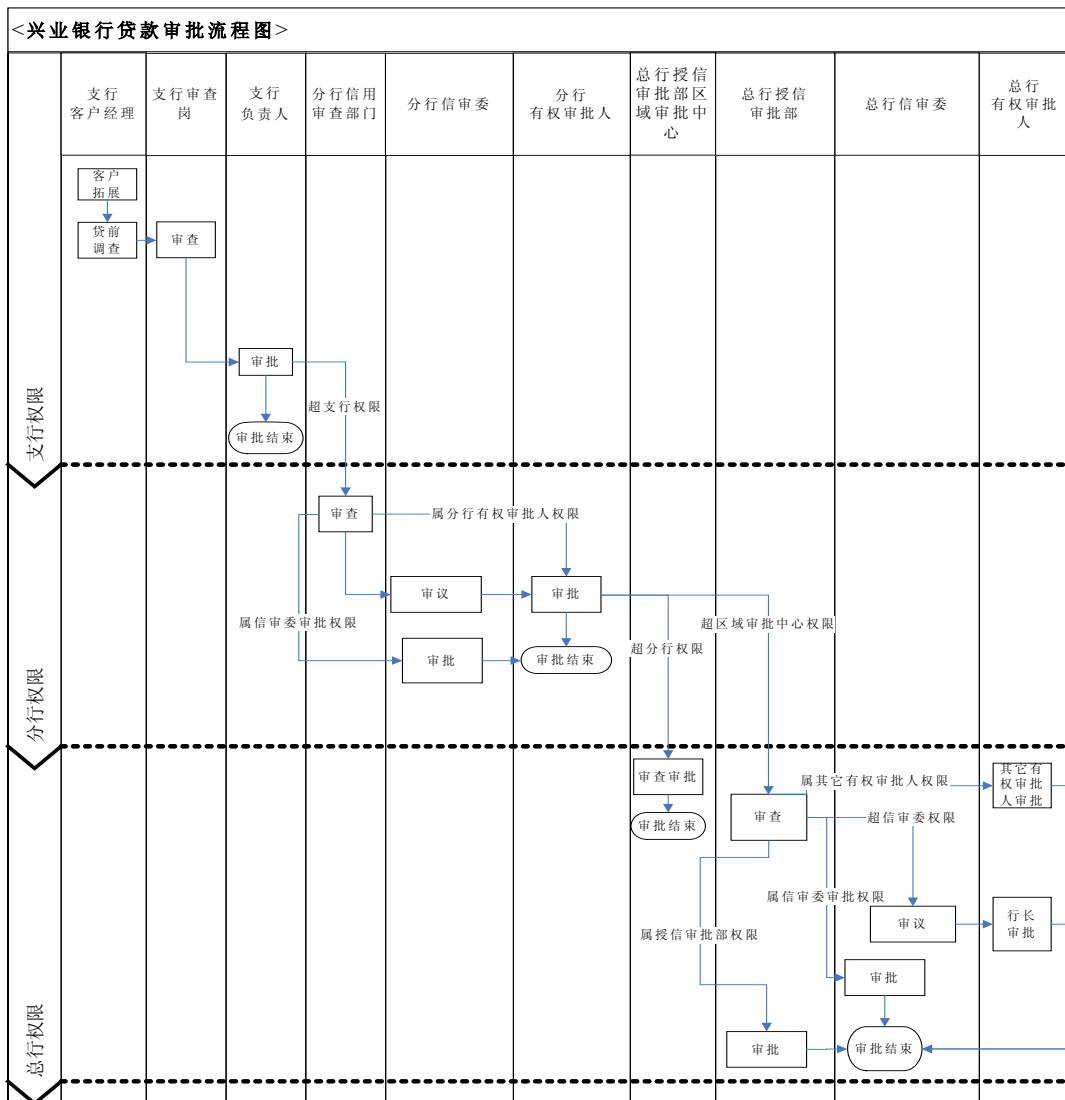 <兴业银行贷款审批流程图>
支行
客户经理
支行审查
岗
支行
负责人
分行信用
审查部门
分行信审委
分行
有权审批人
总行授信
审批部区
域审批中
心
总行授信
审批部
总行信审委
总行
有权审批
人
客户
拓展
贷前
调查
审查
审批
超支行权限
审批结束
支行权限
审查
属分行有权审批人权限
审议
审批
属信审委审批权限
超区域审批中心权限
审批
审批结束
超分行权限
分行权限
审查审批
审批结束
审查
属其它有权审批人权限
其它有
权审批
人审批
超信审委权限
属信审委审批权限
审议
行长
审批
属授信审批部权限
审批
审批
审批结束
总行权限